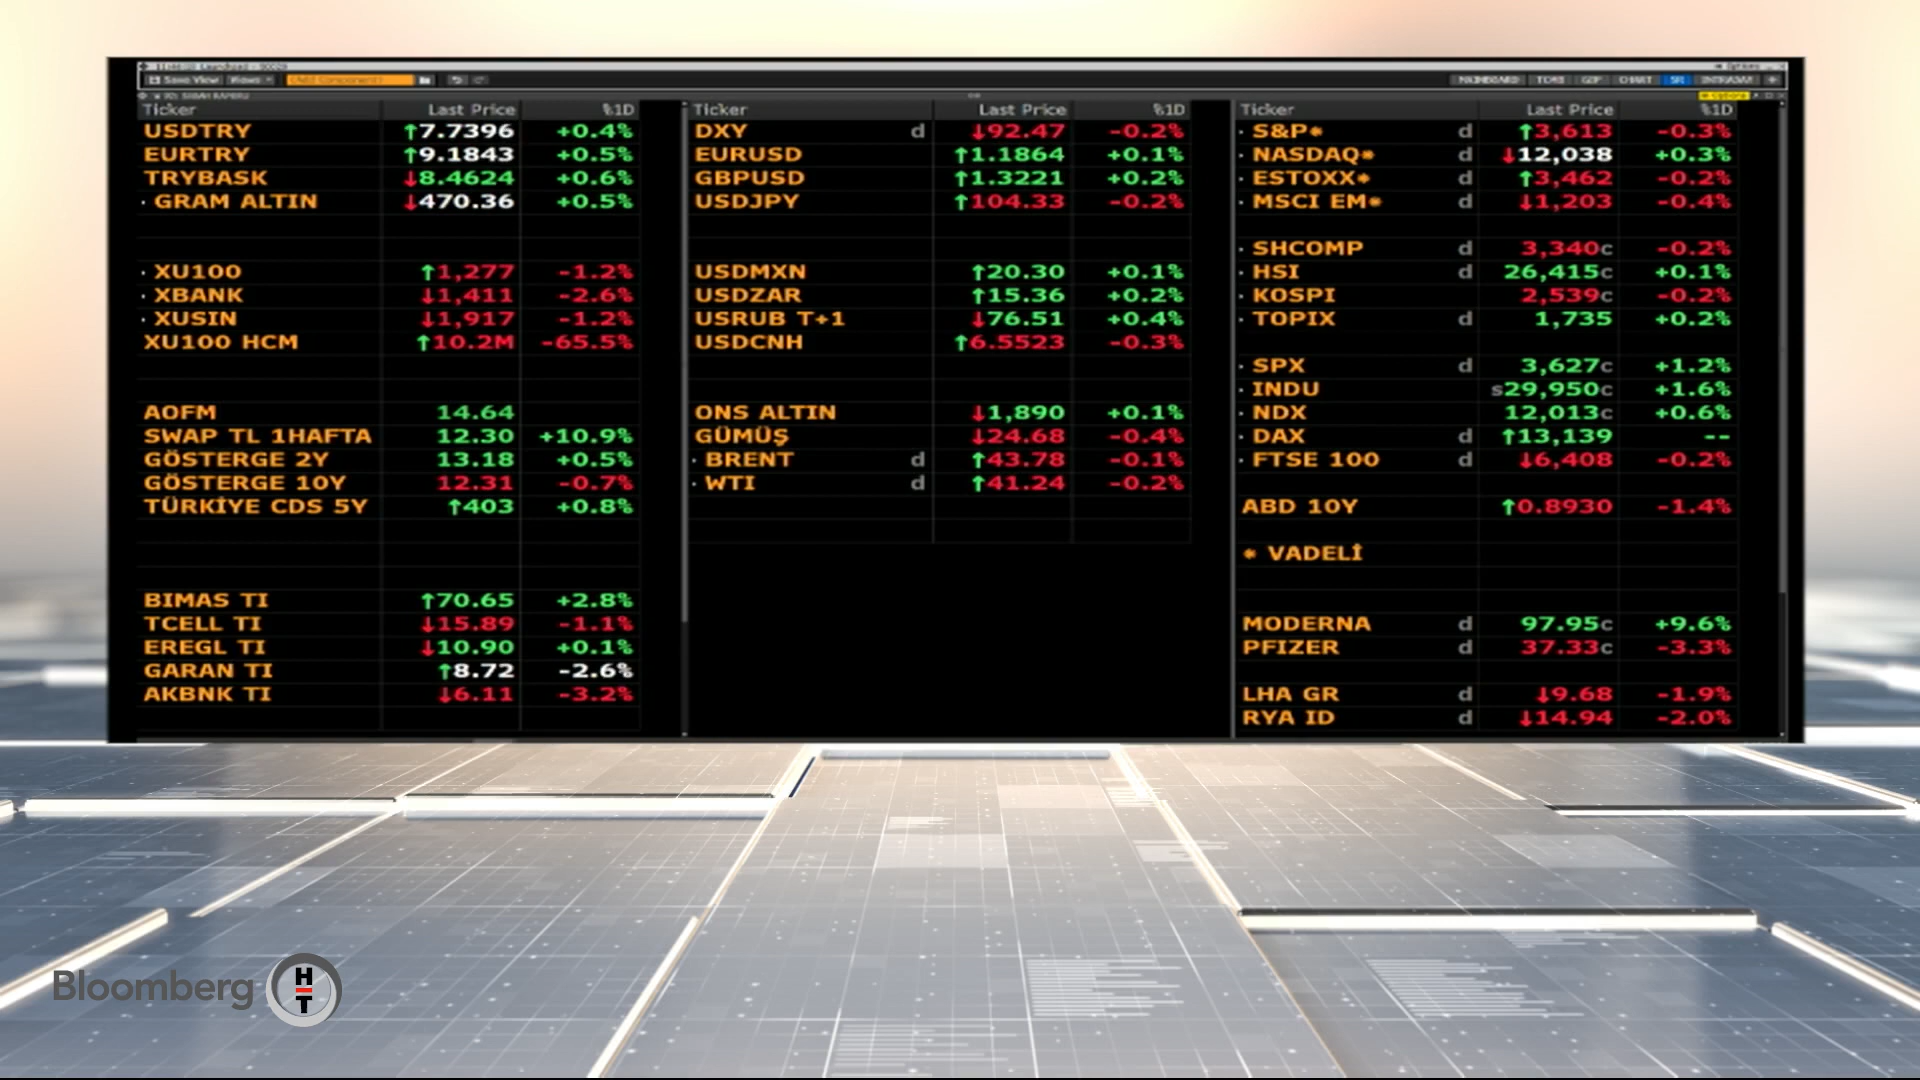 Save View
Ticker Last Price %1D
USDTRY ↑7.7396 +0.4%
EURTRY ↑9.1843 +0.5%
TRYBASK ↓8.4624 +0.6%
GRAM ALTIN ↓470.36 +0.5%
XU100 ↑1,277 -1.2%
XBANK ↓1,411 -2.6%
XUSIN ↓1,917 -1.2%
XU100 HCM ↑10.2M -65.5%
AOFM 14.64
SWAP TL 1HAFTA 12.30 +10.9%
GÖSTERGE 2Y 13.18 +0.5%
GÖSTERGE 10Y 12.31 -0.7%
TÜRKİYE CDS 5Y ↑403 +0.8%
BIMAS TI ↑70.65 +2.8%
TCELL TI ↓15.89 -1.1%
EREGL TI ↓10.90 +0.1%
GARAN TI ↑8.72 -2.6%
AKBNK TI ↓6.11 -3.2%
Ticker Last Price %1D
DXY d ↓92.47 -0.2%
EURUSD ↑1.1864 +0.1%
GBPUSD ↑1.3221 +0.2%
USDJPY ↑104.33 -0.2%
USDMXN ↑20.30 +0.1%
USDZAR ↑15.36 +0.2%
USRUB T+1 ↓76.51 +0.4%
USDCNH ↑6.5523 -0.3%
ONS ALTIN ↓1,890 +0.1%
GÜMÜŞ ↓24.68 -0.4%
BRENT d ↑43.78 -0.1%
WTI d ↑41.24 -0.2%
Ticker Last Price %1D
S&P* d ↑3,613 -0.3%
NASDAQ* d ↓12,038 +0.3%
ESTOXX* d ↑3,462 -0.2%
MSCI EM* d ↓1,203 -0.4%
SHCOMP d 3,340c -0.2%
HSI d 26,415c +0.1%
KOSPI 2,539c -0.2%
TOPIX d 1,735 +0.2%
SPX d 3,627c +1.2%
INDU s29,950c +1.6%
NDX 12,013c +0.6%
DAX d ↑13,139 --
FTSE 100 d ↓6,408 -0.2%
ABD 10Y ↑0.8930 -1.4%
* VADELİ
MODERNA d 97.95c +9.6%
PFIZER d 37.33c -3.3%
LHA GR d ↓9.68 -1.9%
RYA ID d ↓14.94 -2.0%
Bloomberg HT